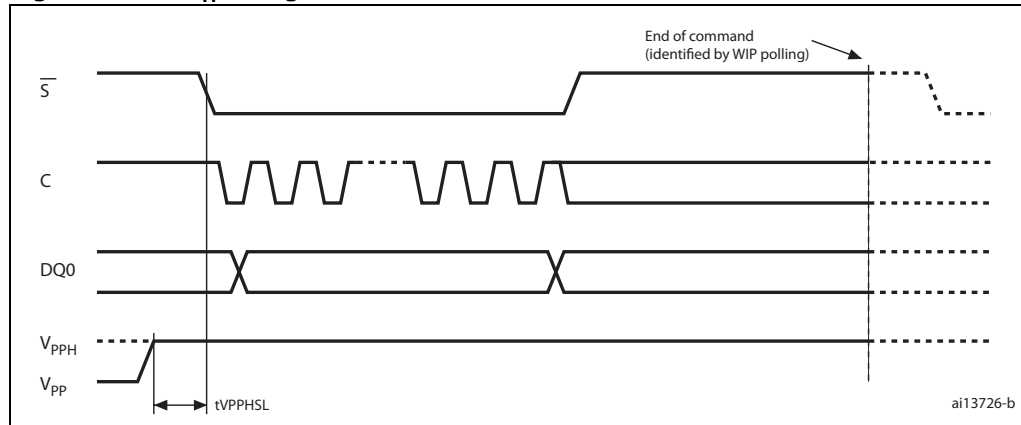 End of command
(identified by WIP polling)
S
C
DQ0
VPPH
VPP
tVPPHSL
ai13726-b